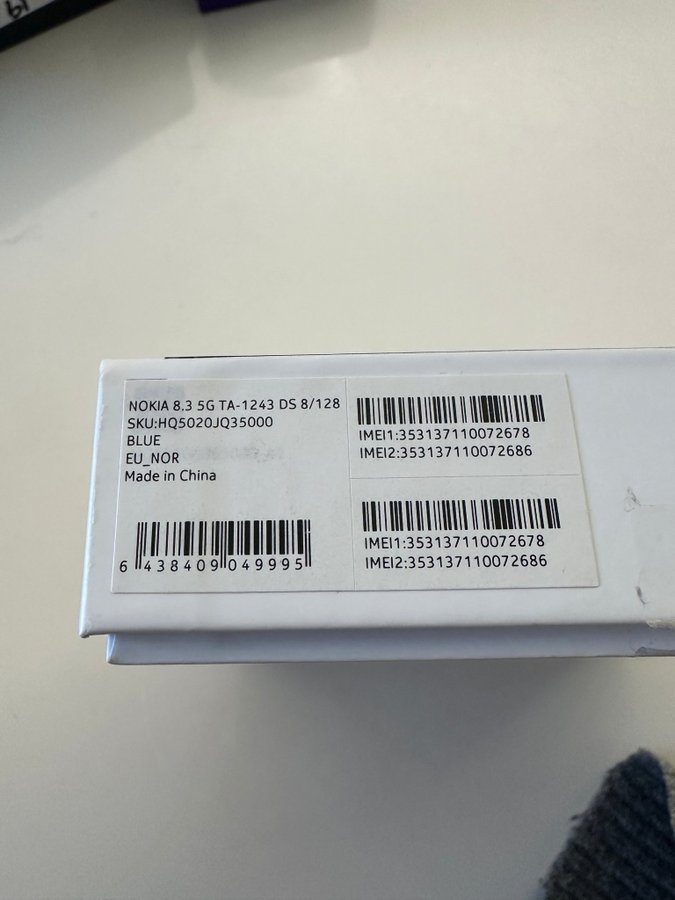 NOKIA 8.3 5G TA-1243 DS 8/128
SKU:HQ5020JQ35000
BLUE
EU_NOR
Made in China
6 438409 049995
IMEI1:353137110072678
IMEI2:353137110072686
IMEI1:353137110072678
IMEI2:353137110072686